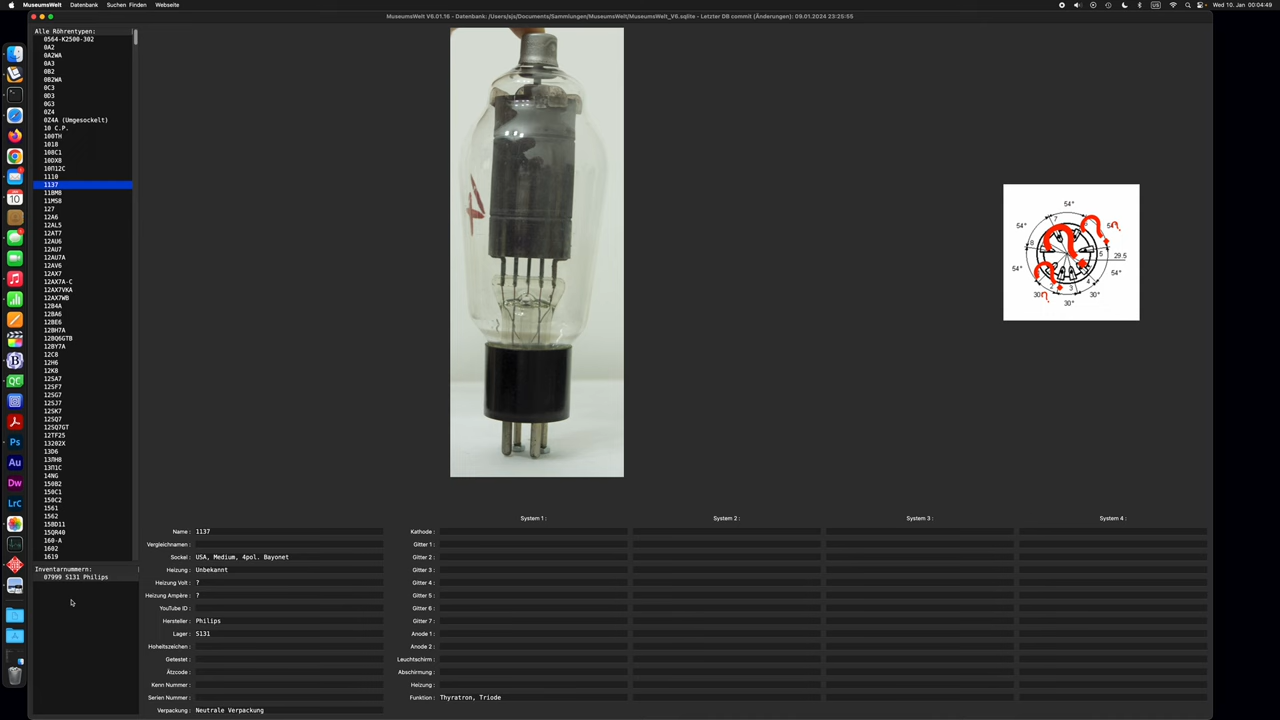 MuseumsWelt Datenbank Suchen Finden Webseite
Wed 10. Jan 00:04:49
MuseumsWelt V6.01.16 - Datenbank: /Users/sjs/Documents/Sammlungen/MuseumsWelt/MuseumsWelt_V6.sqlite - Letzter DB commit (Änderungen): 09.01.2024 23:25:55
Alle Röhrentypen:
0564-K2500-302
0A2
0A2WA
0A3
0B2
0B2WA
0C3
0D3
0G3
0Z4
0Z4A (Umgesockelt)
10 C.P.
100TH
1018
108C1
10DX8
10П12С
1110
1137
11BM8
11MS8
127
12A6
12AL5
12AT7
12AU6
12AU7
12AU7A
12AV6
12AX7
12AX7A-C
12AX7VKA
12AX7WB
12B4A
12BA6
12BE6
12BH7A
12BQ6GTB
12BY7A
12C8
12H6
12K8
12SA7
12SF7
12SG7
12SJ7
12SK7
12SQ7
12SQ7GT
12TF25
13202X
13D6
13ЛН8
13П1С
14NG
150B2
150C1
150C2
1561
1562
15BD11
15QR40
160-A
1602
1619
Inventarnummern:
07999 S131 Philips
54°
54°
54°
54°
54°
30°
30°
30°
29.5
7
8
5
4
3
2
System 1 :
System 2 :
System 3 :
System 4 :
Name : 1137
Vergleichnamen :
Sockel : USA, Medium, 4pol. Bayonet
Heizung : Unbekannt
Heizung Volt : ?
Heizung Ampère : ?
YouTube ID :
Hersteller : Philips
Lager : S131
Hoheitszeichen :
Getestet :
Ätzcode :
Kenn Nummer :
Serien Nummer :
Verpackung : Neutrale Verpackung
Kathode :
Gitter 1 :
Gitter 2 :
Gitter 3 :
Gitter 4 :
Gitter 5 :
Gitter 6 :
Gitter 7 :
Anode 1 :
Anode 2 :
Leuchtschirm :
Abschirmung :
Heizung :
Funktion : Thyratron, Triode